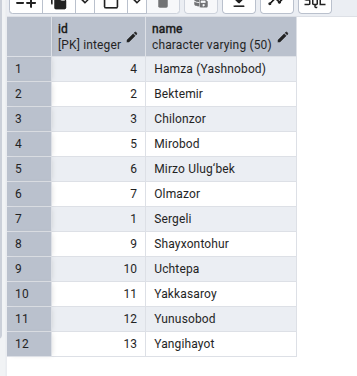 SQL
id name
[PK] integer character varying (50)
1 4 Hamza (Yashnobod)
2 2 Bektemir
3 3 Chilonzor
4 5 Mirobod
5 6 Mirzo Ulug‘bek
6 7 Olmazor
7 1 Sergeli
8 9 Shayxontohur
9 10 Uchtepa
10 11 Yakkasaroy
11 12 Yunusobod
12 13 Yangihayot